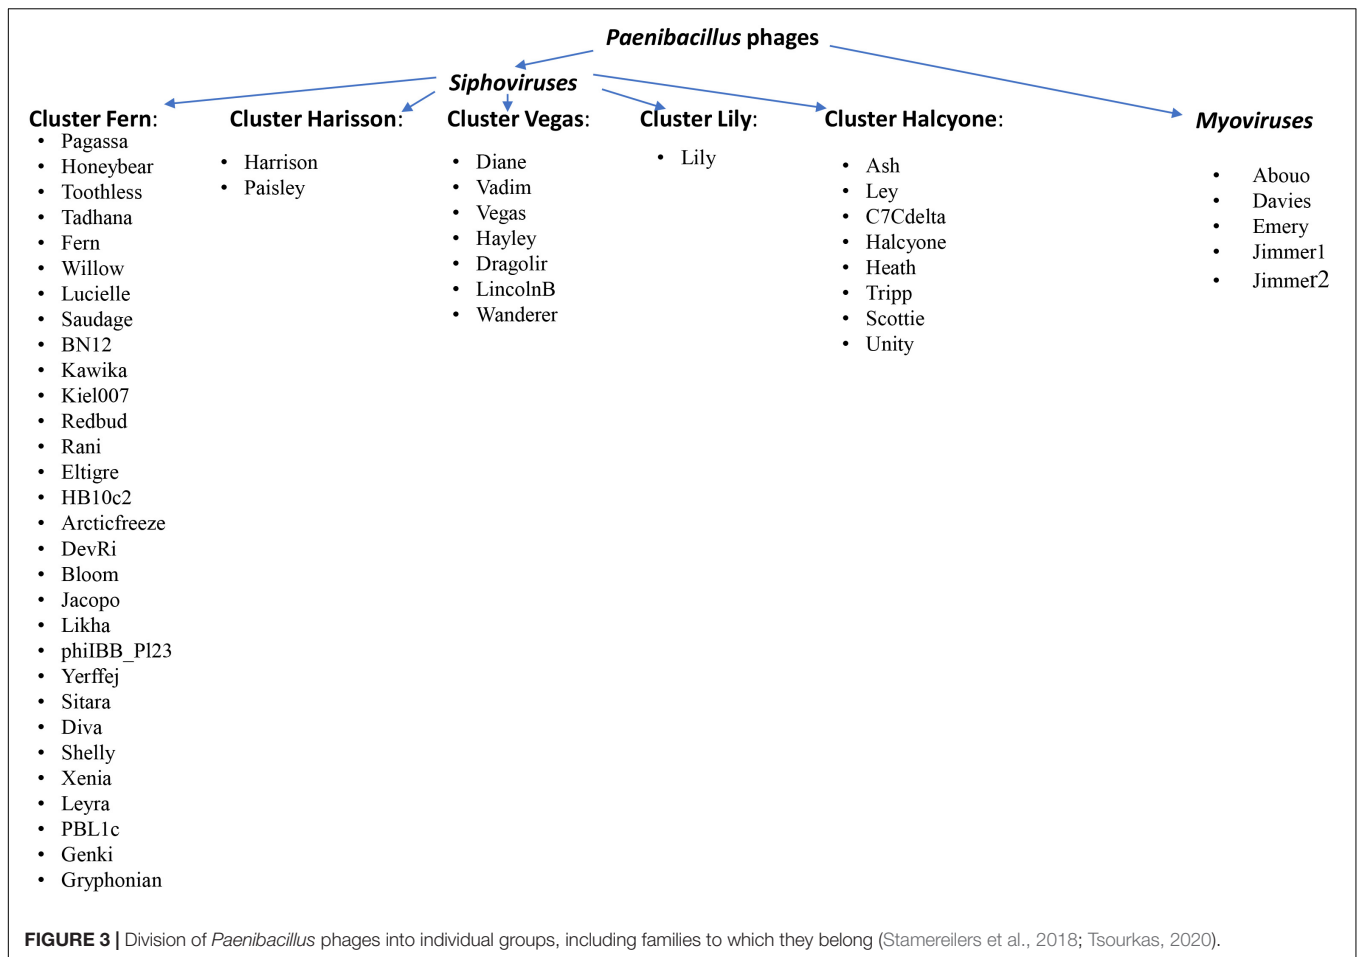 Paenibacillus phages
Siphoviruses
Cluster Fern:
• Pagassa
• Honeybear
• Toothless
• Tadhana
• Fern
• Willow
• Lucielle
• Saudage
• BN12
• Kawika
• Kiel007
• Redbud
• Rani
• Eltigre
• HB10c2
• Arcticfreeze
• DevRi
• Bloom
• Jacopo
• Likha
• phiIBB_Pl23
• Yerffej
• Sitara
• Diva
• Shelly
• Xenia
• Leyra
• PBL1c
• Genki
• Gryphonian
Cluster Harisson:
• Harrison
• Paisley
Cluster Vegas:
• Diane
• Vadim
• Vegas
• Hayley
• Dragolir
• LincolnB
• Wanderer
Cluster Lily:
• Lily
Cluster Halcyone:
• Ash
• Ley
• C7Cdelta
• Halcyone
• Heath
• Tripp
• Scottie
• Unity
Myoviruses
• Abouo
• Davies
• Emery
• Jimmer1
• Jimmer2
FIGURE 3 | Division of Paenibacillus phages into individual groups, including families to which they belong (Stamereilers et al., 2018; Tsourkas, 2020).